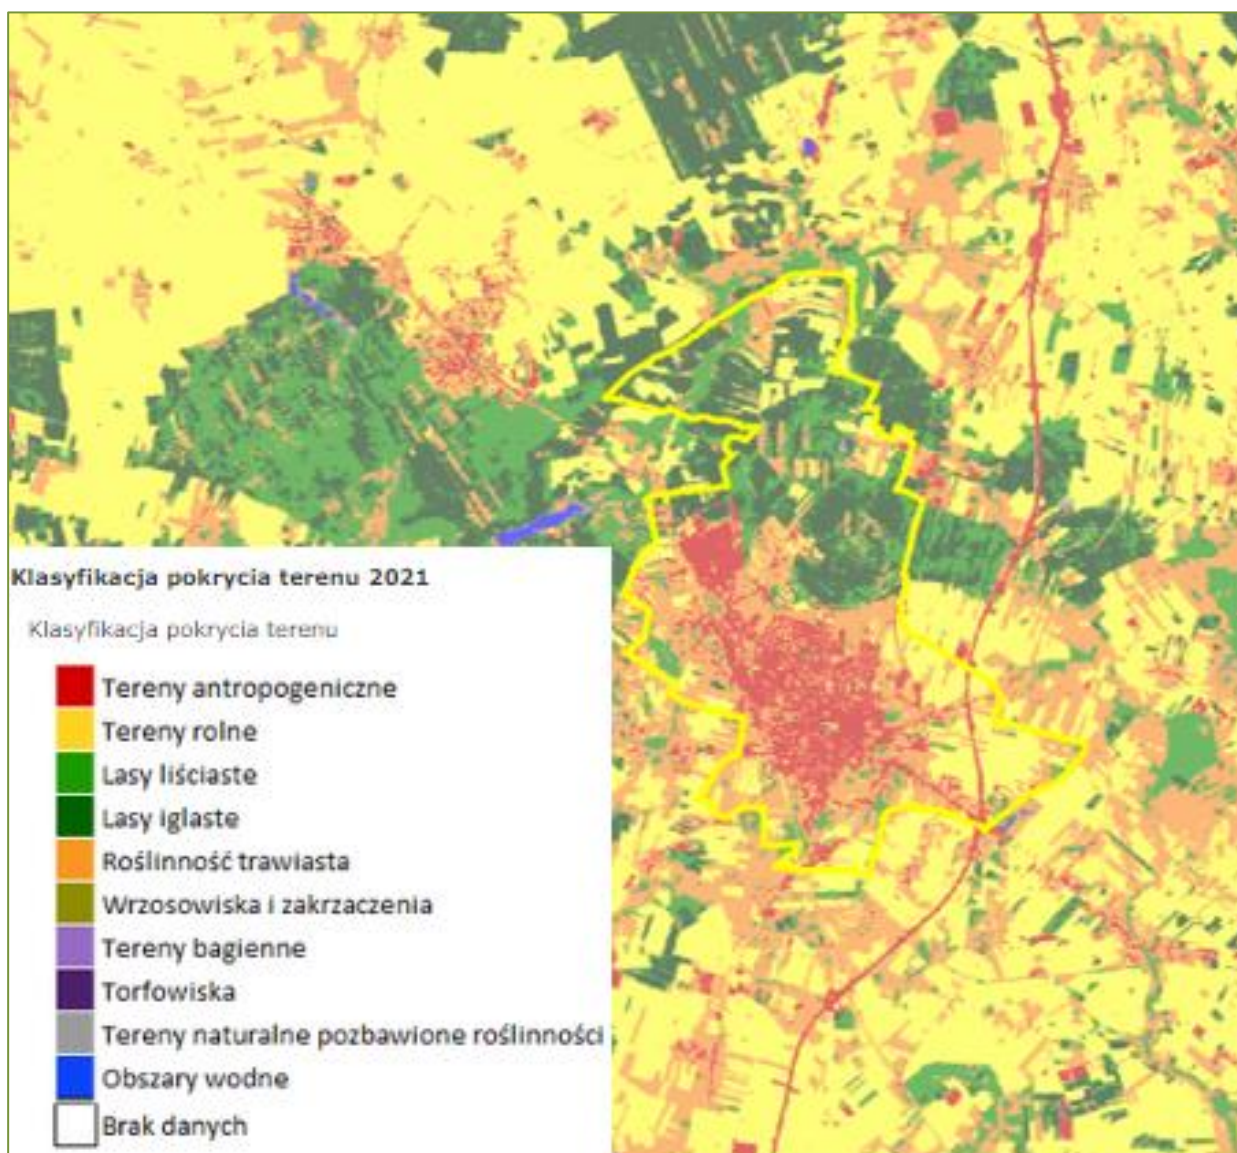 Klasyfikacja pokrycia terenu 2021
Klasyfikacja pokrycia terenu
Tereny antropogeniczne
Tereny rolne
Lasy liściaste
Lasy iglaste
Roślinność trawiasta
Wrzosowiska i zakrzaczenia
Tereny bagienne
Torfowiska
Tereny naturalne pozbawione roślinności
Obszary wodne
Brak danych